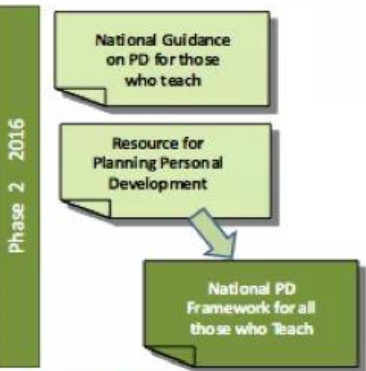 Phase 2 2016
National Guidance
on PD for those
who teach
Resource for
Planning Personal
Development
National PD
Framework for all
those who Teach